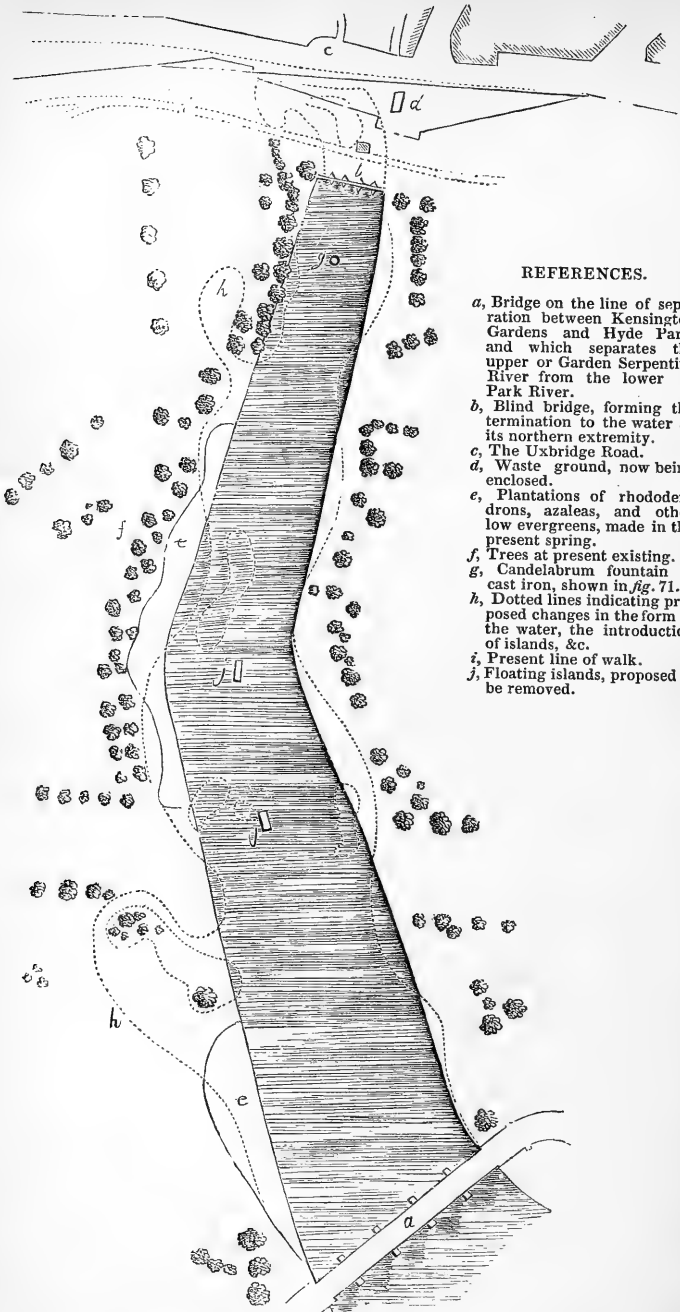 c
d
b
g
h
REFERENCES.
a, Bridge on the line of sep
ration between Kensingt
Gardens and Hyde Par
and which separates th
upper or Garden Serpenti
River from the lower
Park River.
b, Blind bridge, forming th
termination to the water
its northern extremity.
c, The Uxbridge Road.
d, Waste ground, now bein
enclosed.
e, Plantations of rhodode
drons, azaleas, and othe
low evergreens, made in th
present spring.
f, Trees at present existing.
g, Candelabrum fountain
cast iron, shown in fig. 71.
h, Dotted lines indicating pr
posed changes in the form
the water, the introductio
of islands, &c.
i, Present line of walk.
j, Floating islands, proposed
be removed.
f
e
j
j
h
e
a